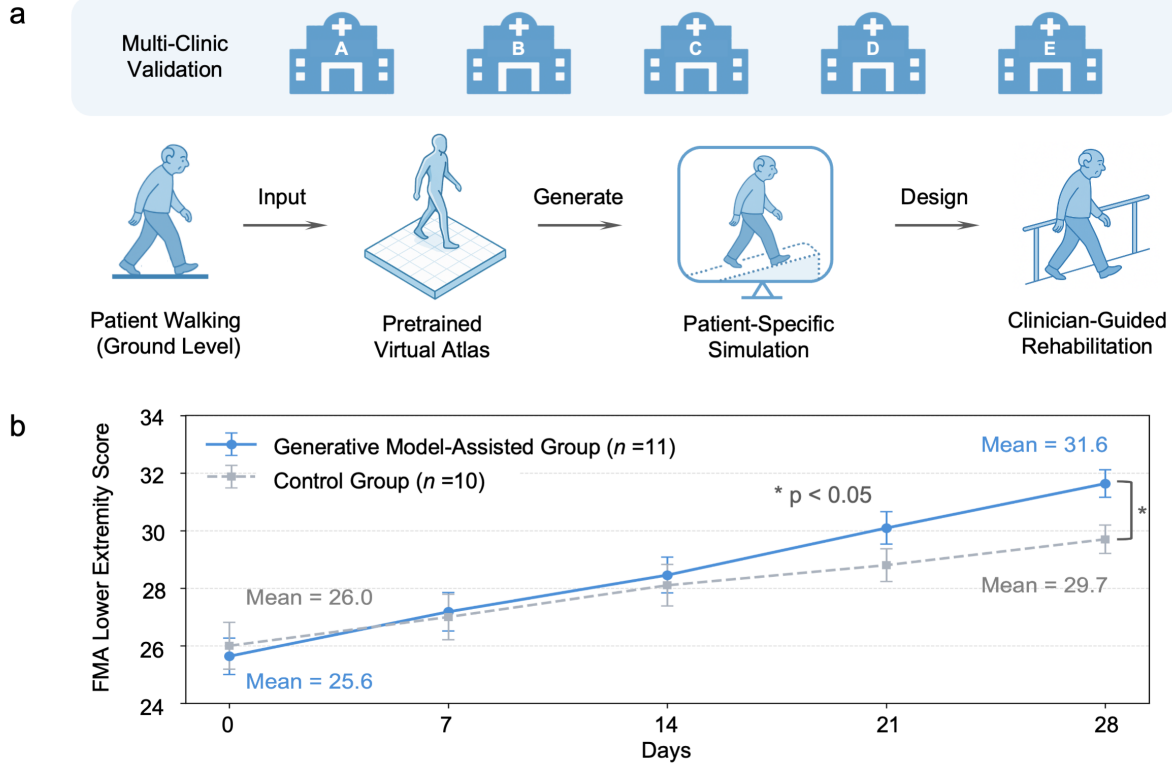 a
Multi-Clinic
Validation
A
B
C
D
E
Input
Generate
Design
Patient Walking
(Ground Level)
Pretrained
Virtual Atlas
Patient-Specific
Simulation
Clinician-Guided
Rehabilitation
b
FMA Lower Extremity Score
34
32
30
28
26
24
Generative Model-Assisted Group (n =11)
Control Group (n =10)
Mean = 31.6
* p < 0.05
*
Mean = 26.0
Mean = 29.7
Mean = 25.6
0
7
14
21
28
Days